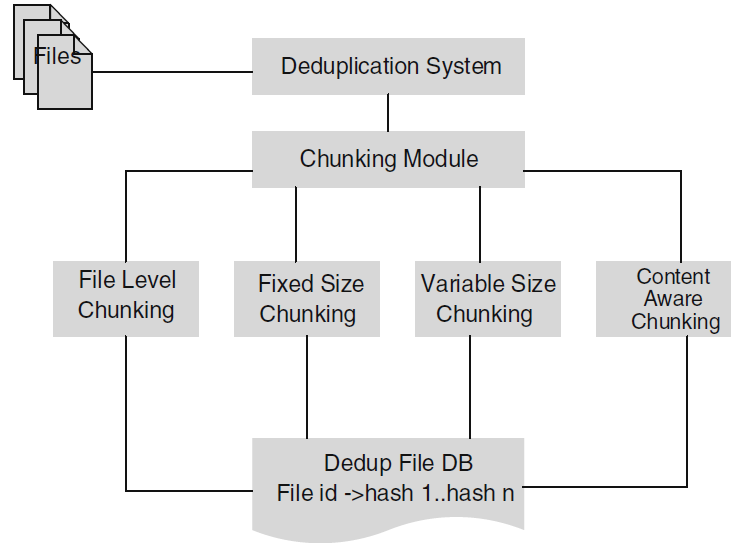 Files
Deduplication System
Chunking Module
File Level
Chunking
Fixed Size
Chunking
Variable Size
Chunking
Content
Aware
Chunking
Dedup File DB
File id ->hash 1..hash n